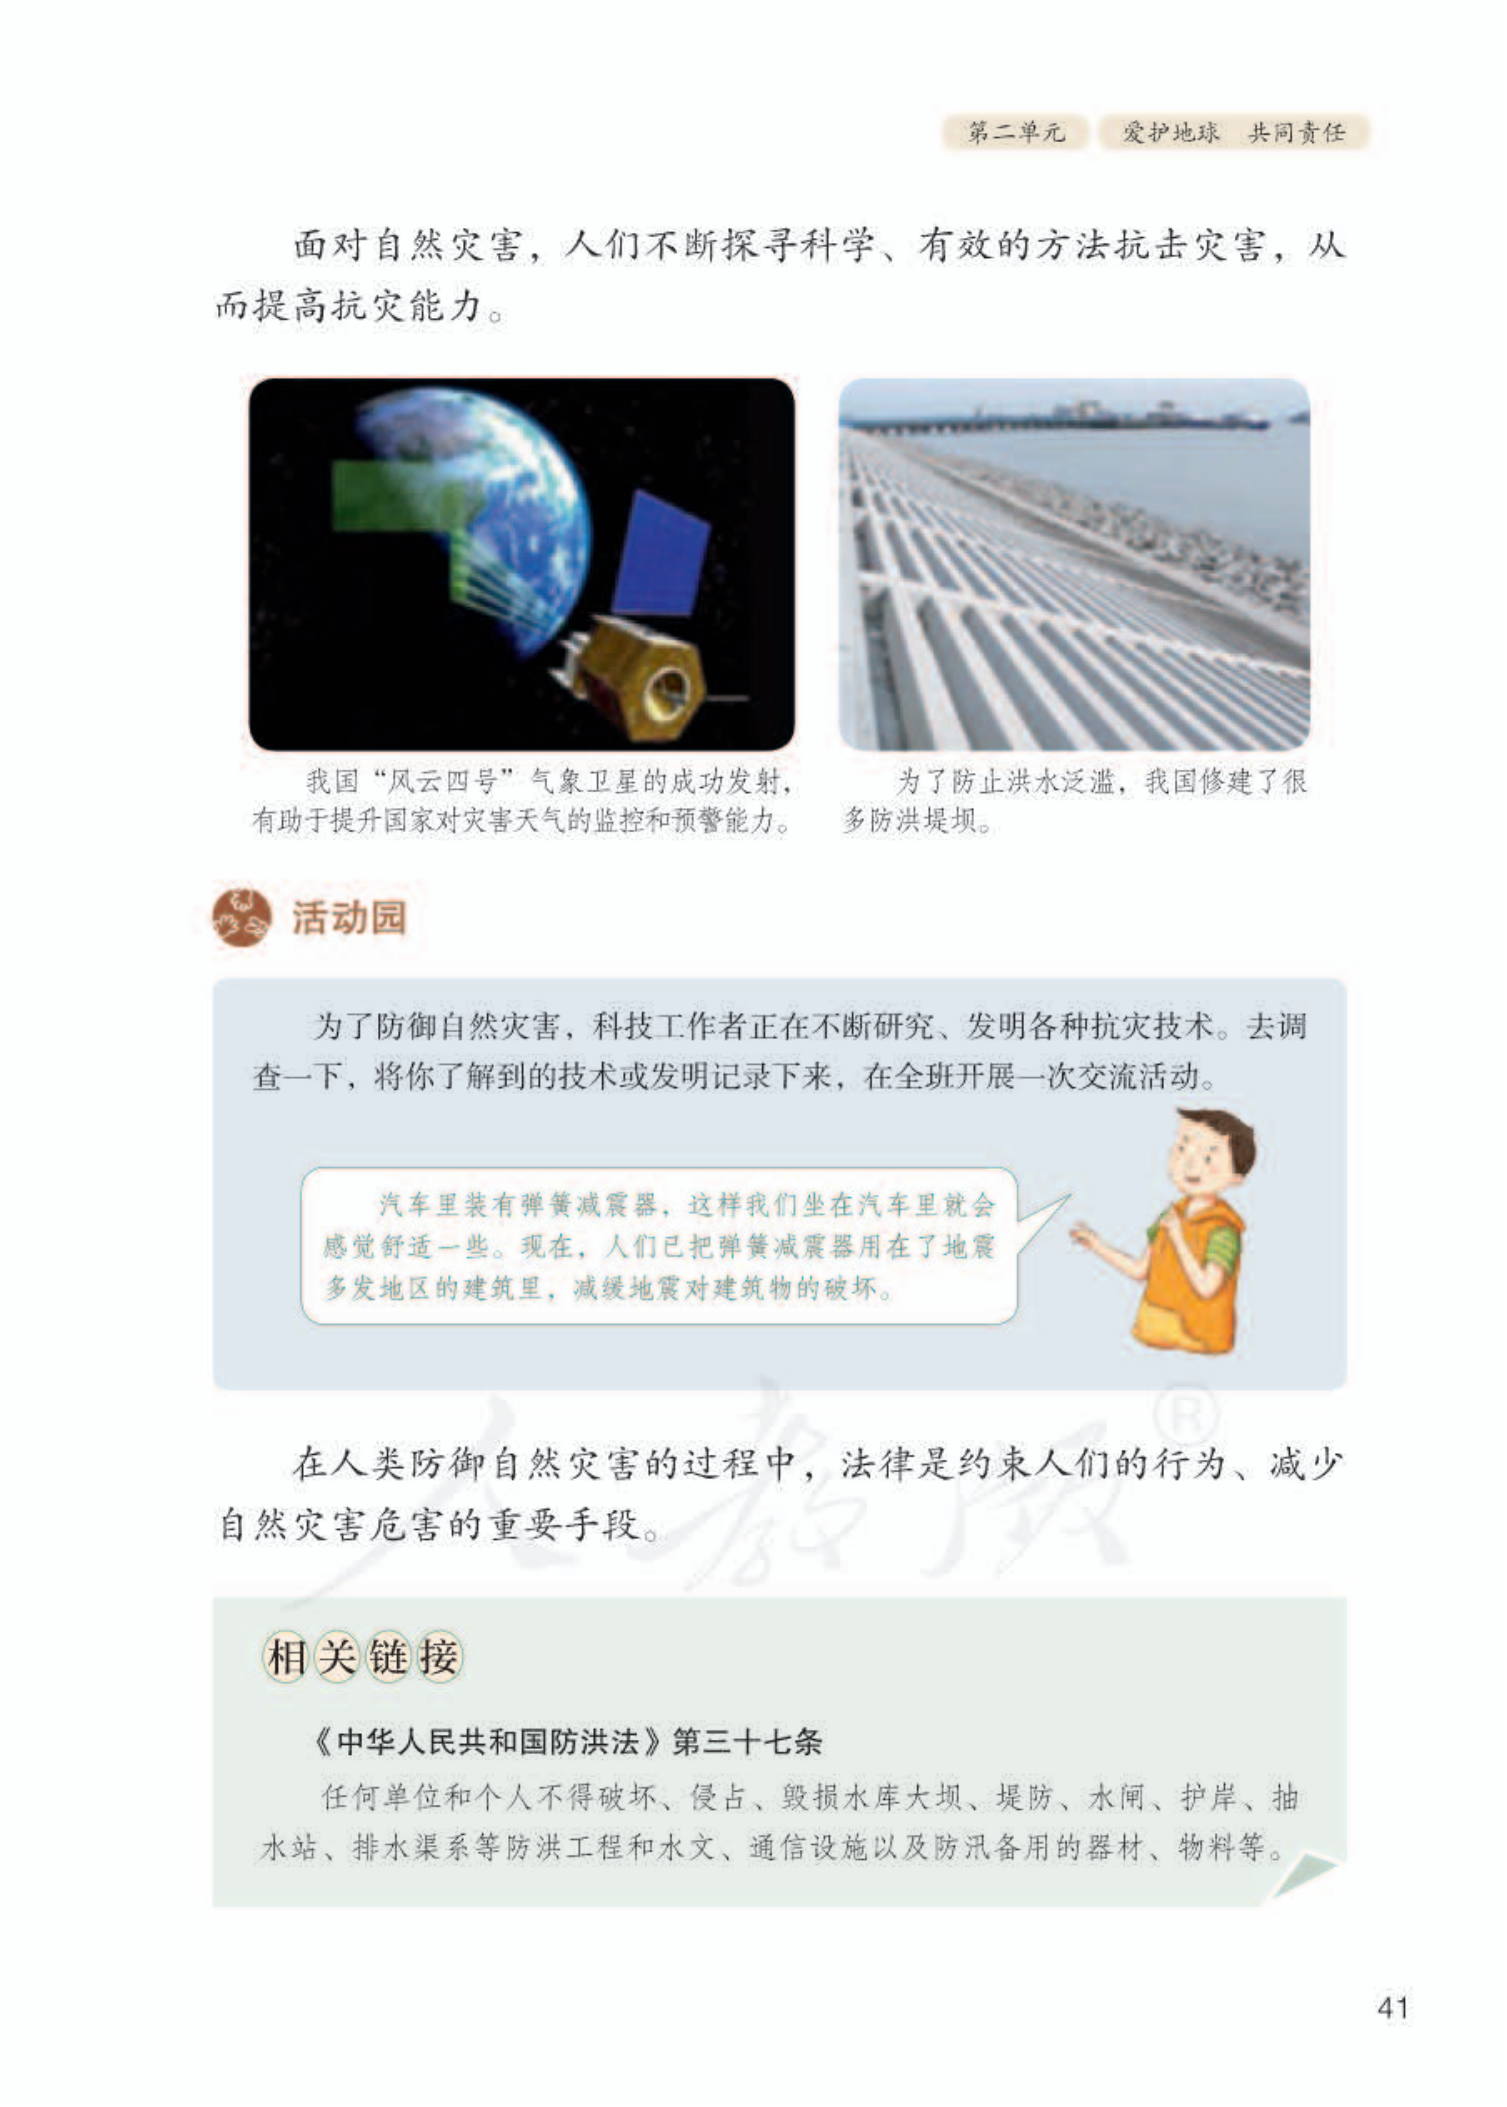 第二单元 爱护地球 共同责任
面对自然灾害，人们不断探寻科学、有效的方法抗击灾害，从
而提高抗灾能力。
我国“风云四号”气象卫星的成功发射，
有助于提升国家对灾害天气的监控和预警能力。
为了防止洪水泛滥，我国修建了很
多防洪堤坝。
活动园
为了防御自然灾害，科技工作者正在不断研究、发明各种抗灾技术。去调
查一下，将你了解到的技术或发明记录下来，在全班开展一次交流活动。
汽车里装有弹簧减震器，这样我们坐在汽车里就会
感觉舒适一些。现在，人们已把弹簧减震器用在了地震
多发地区的建筑里，减缓地震对建筑物的破坏。
人教版®
在人类防御自然灾害的过程中，法律是约束人们的行为、减少
自然灾害危害的重要手段。
相关链接
《中华人民共和国防洪法》第三十七条
任何单位和个人不得破坏、侵占、毁损水库大坝、堤防、水闸、护岸、抽
水站、排水渠系等防洪工程和水文、通信设施以及防汛备用的器材、物料等。
41